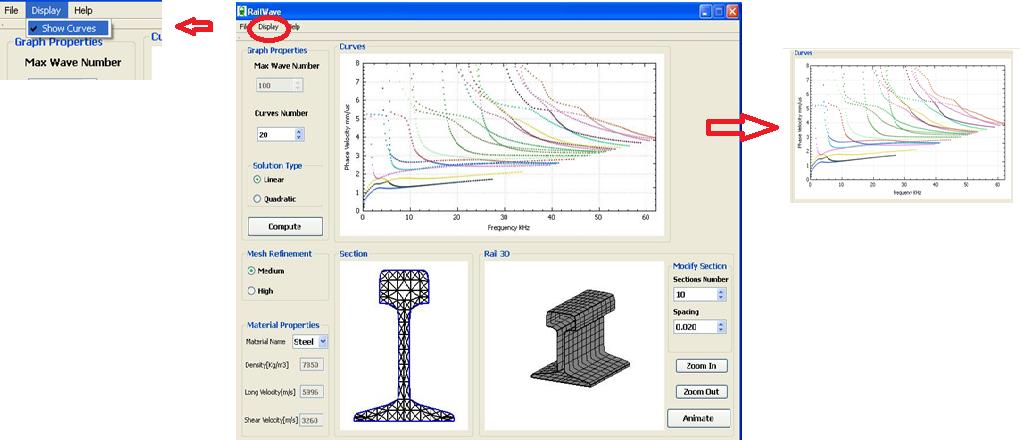 File Display Help
Show Curves
Graph Properties
Max Wave Number
RailWave
File Display Help
Graph Properties
Max Wave Number
100
Curves Number
20
Solution Type
Linear
Quadratic
Compute
Curves
Phase Velocity mm/us
8
7
6
5
4
3
2
1
0
0 10 20 30 40 50 60
Frequency KHz
Mesh Refinement
Medium
High
Material Properties
Material Name Steel
Density[Kg/m3]
Long Velocity[m/s]
Shear Velocity[m/s] 3260
Section
Rail 3D
Modify Section
Sections Number
10
Spacing
0.020
Zoom In
Zoom Out
Animate
Curves
Phase Velocity mm/us
8
7
6
5
4
3
2
1
0
0 10 20 30 40 50 60
Frequency KHz